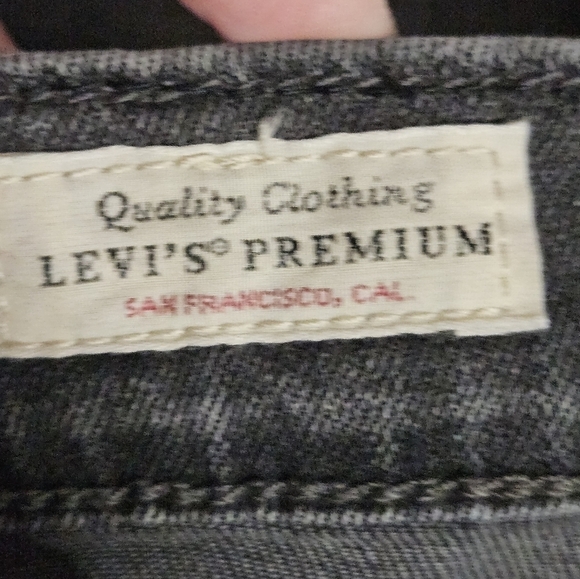 Quality Clothing
LEVI'S® PREMIUM
SAN FRANCISCO, CAL.